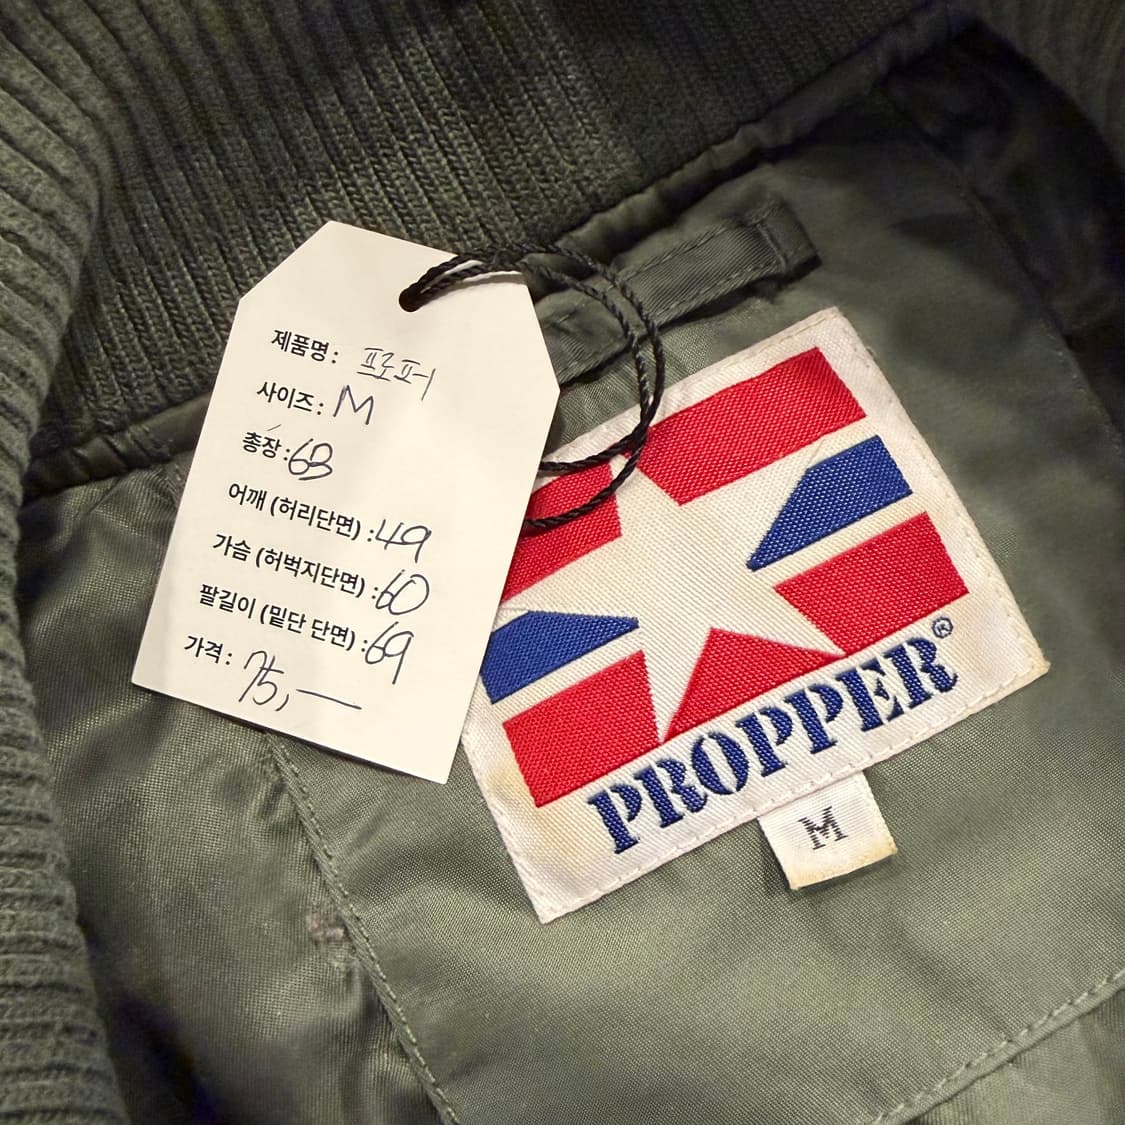 제품명: 프로퍼
사이즈: M
총장: 63
어깨 (허리단면) : 49
가슴 (허벅지단면) : 60
팔길이 (밑단 단면) : 69
가격: 75,—
PROPPER®
M